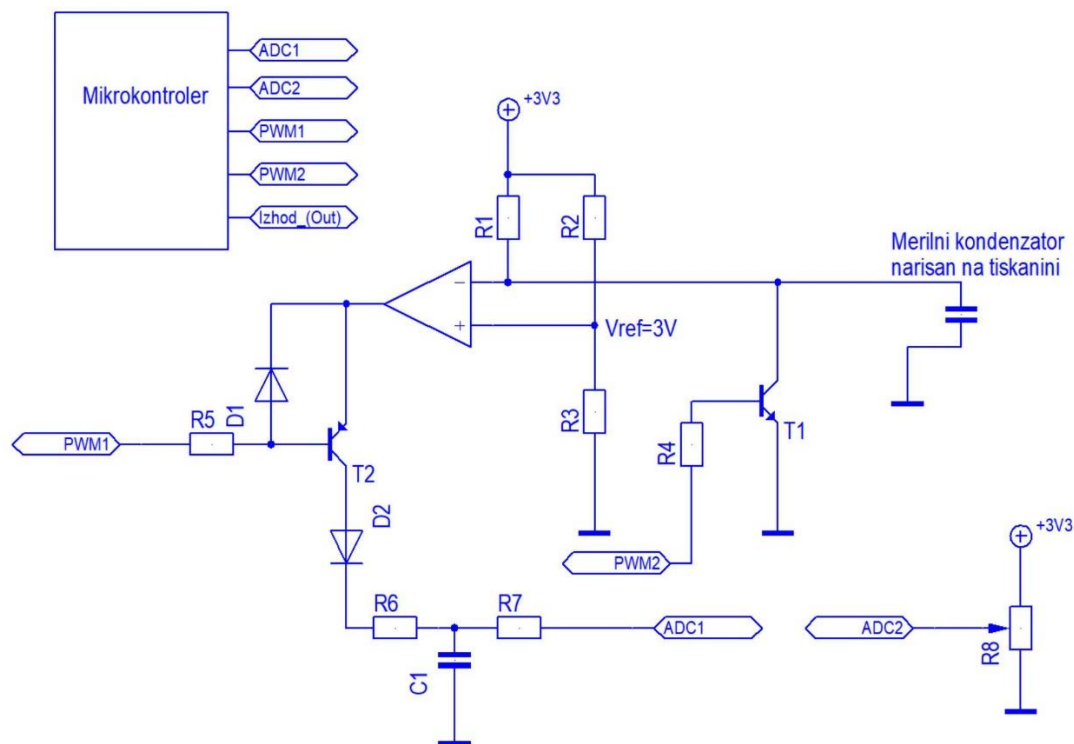 Mikrokontroler
ADC1
ADC2
PWM1
PWM2
Izhod_(Out)
+3V3
R1
R2
Merilni kondenzator
narisan na tiskanini
−
+
Vref=3V
D1
R5
PWM1
T2
R3
R4
T1
D2
PWM2
+3V3
R6
R7
ADC1
ADC2
R8
C1